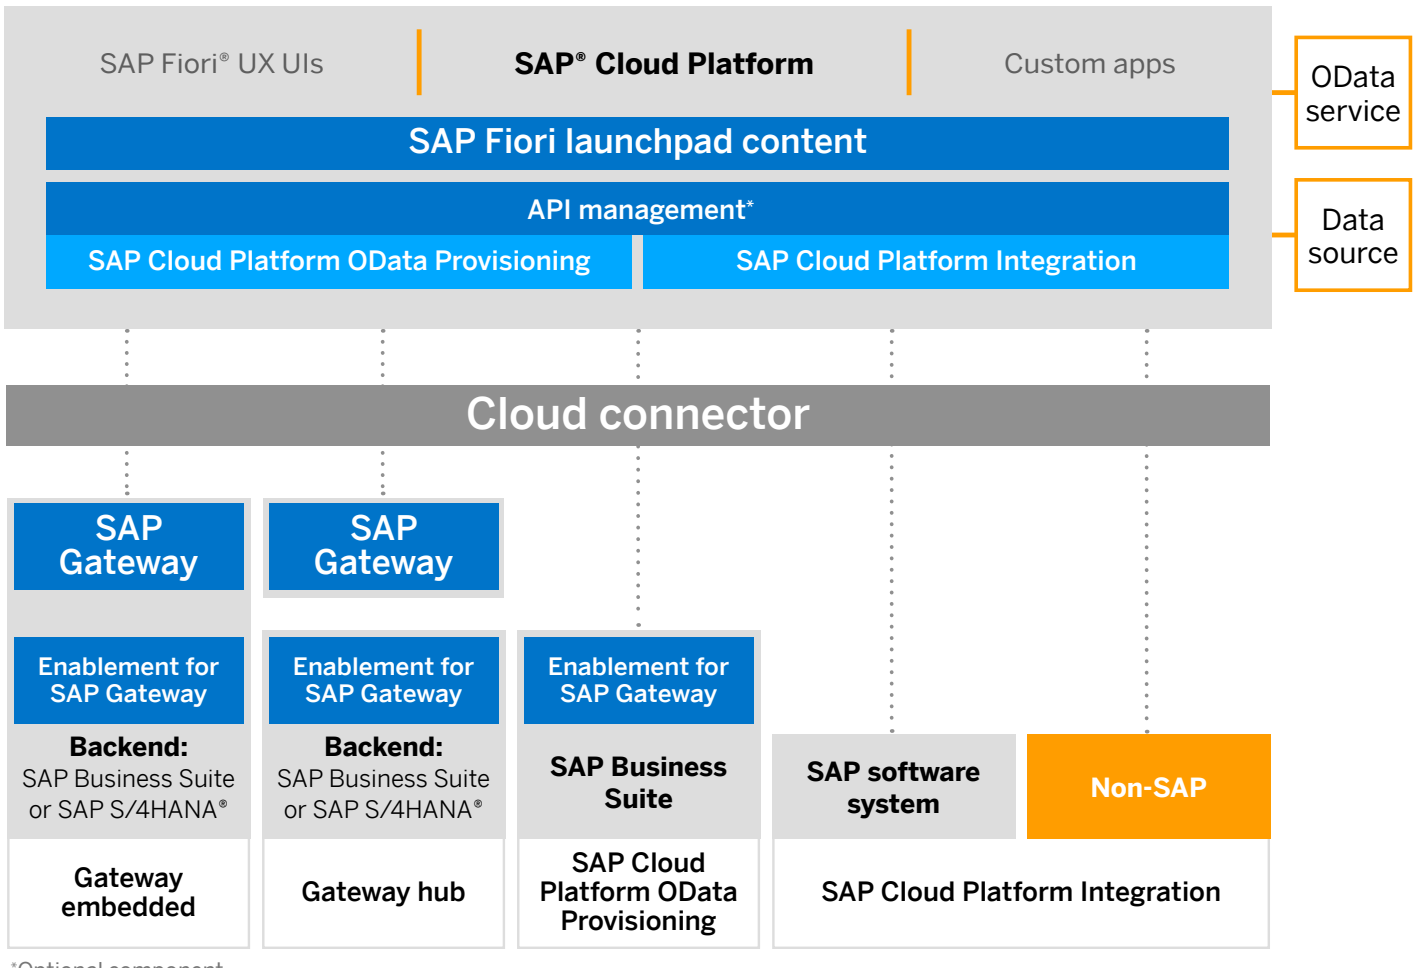 SAP Fiori® UX UIs
SAP® Cloud Platform
Custom apps
OData
service
SAP Fiori launchpad content
API management*
SAP Cloud Platform OData Provisioning
SAP Cloud Platform Integration
Data
source
Cloud connector
SAP
Gateway
SAP
Gateway
Enablement for
SAP Gateway
Enablement for
SAP Gateway
Enablement for
SAP Gateway
Backend:
SAP Business Suite
or SAP S/4HANA®
Backend:
SAP Business Suite
or SAP S/4HANA®
SAP Business
Suite
SAP software
system
Non-SAP
Gateway
embedded
Gateway hub
SAP Cloud
Platform OData
Provisioning
SAP Cloud Platform Integration
*Optional component